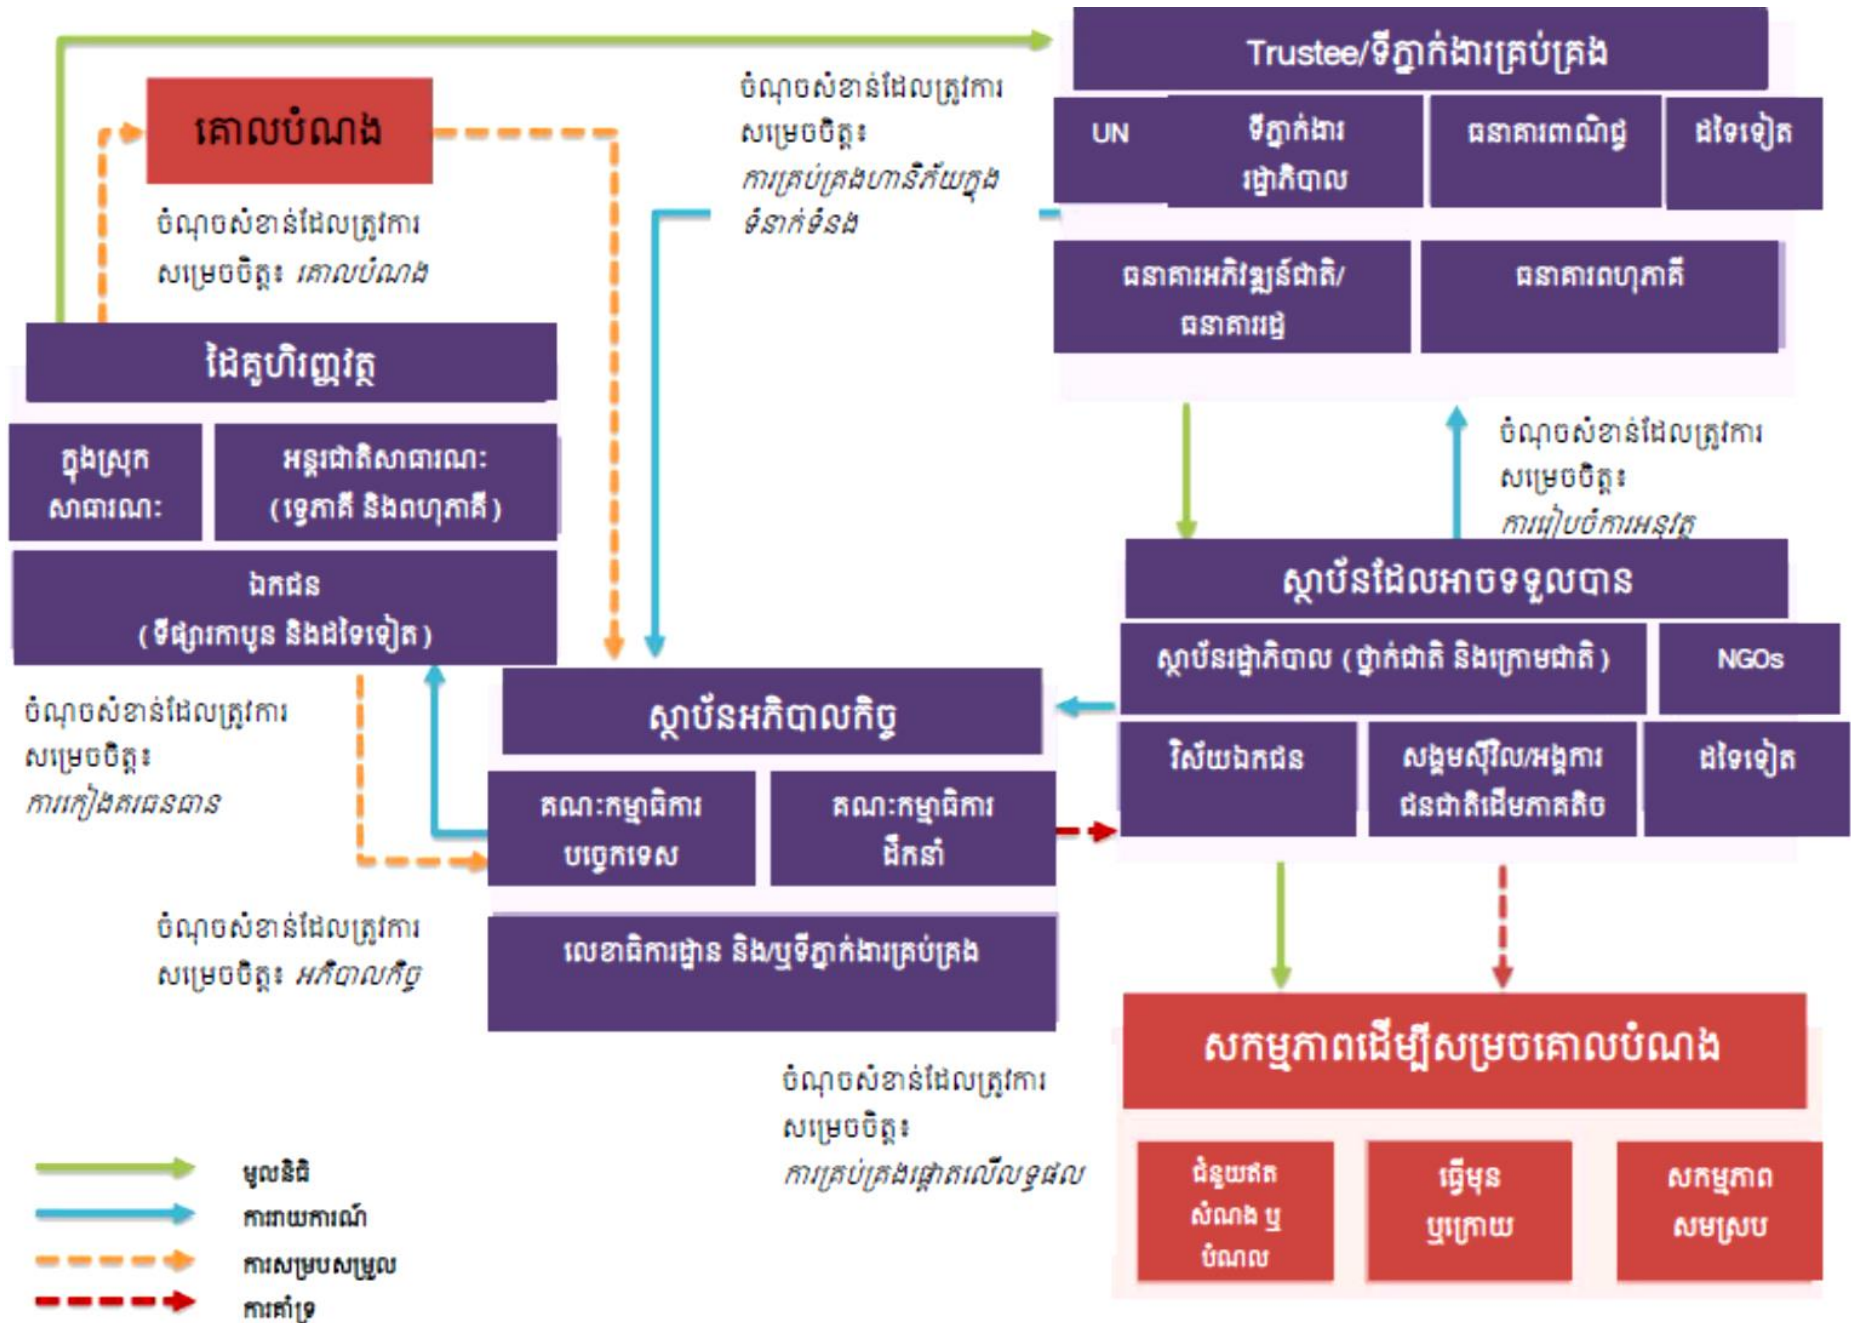 Trustee/ទីភ្នាក់ងារគ្រប់គ្រង
UN
ទីភ្នាក់ងារ
រដ្ឋាភិបាល
ធនាគារពាណិជ្ជ
ដទៃទៀត
ធនាគារអភិវឌ្ឍន៍ជាតិ/
ធនាគាររដ្ឋ
ធនាគារពហុភាគី
ចំណុចសំខាន់ដែលត្រូវការ
សម្រេចចិត្ត៖
ការគ្រប់គ្រងហានិភ័យក្នុង
ទំនាក់ទំនង
គោលបំណង
ចំណុចសំខាន់ដែលត្រូវការ
សម្រេចចិត្ត៖ គោលបំណង
ដៃគូហិរញ្ញវត្ថុ
ក្នុងស្រុក
សាធារណៈ
អន្តរជាតិសាធារណៈ
(ទ្វេភាគី និងពហុភាគី)
ឯកជន
(ទីផ្សារកាបូន និងដទៃទៀត)
ចំណុចសំខាន់ដែលត្រូវការ
សម្រេចចិត្ត៖
ការរៀបចំការអនុវត្ត
ស្ថាប័នដែលអាចទទួលបាន
ស្ថាប័នរដ្ឋាភិបាល (ថ្នាក់ជាតិ និងក្រោមជាតិ)
NGOs
វិស័យឯកជន
សង្គមស៊ីវិល/អង្គការ
ជនជាតិដើមភាគតិច
ដទៃទៀត
ចំណុចសំខាន់ដែលត្រូវការ
សម្រេចចិត្ត៖
ការកៀងគរធនធាន
ស្ថាប័នអភិបាលកិច្ច
គណៈកម្មាធិការ
បច្ចេកទេស
គណៈកម្មាធិការ
ដឹកនាំ
លេខាធិការដ្ឋាន និង/ឬទីភ្នាក់ងារគ្រប់គ្រង
ចំណុចសំខាន់ដែលត្រូវការ
សម្រេចចិត្ត៖ អភិបាលកិច្ច
ចំណុចសំខាន់ដែលត្រូវការ
សម្រេចចិត្ត៖
ការគ្រប់គ្រងផ្តោតលើលទ្ធផល
សកម្មភាពដើម្បីសម្រេចគោលបំណង
ជំនួយឥត
សំណង ឬ
បំណល
ធ្វើមុន
ឬក្រោយ
សកម្មភាព
សមស្រប
មូលនិធិ
ការរាយការណ៍
ការសម្របសម្រួល
ការគាំទ្រ